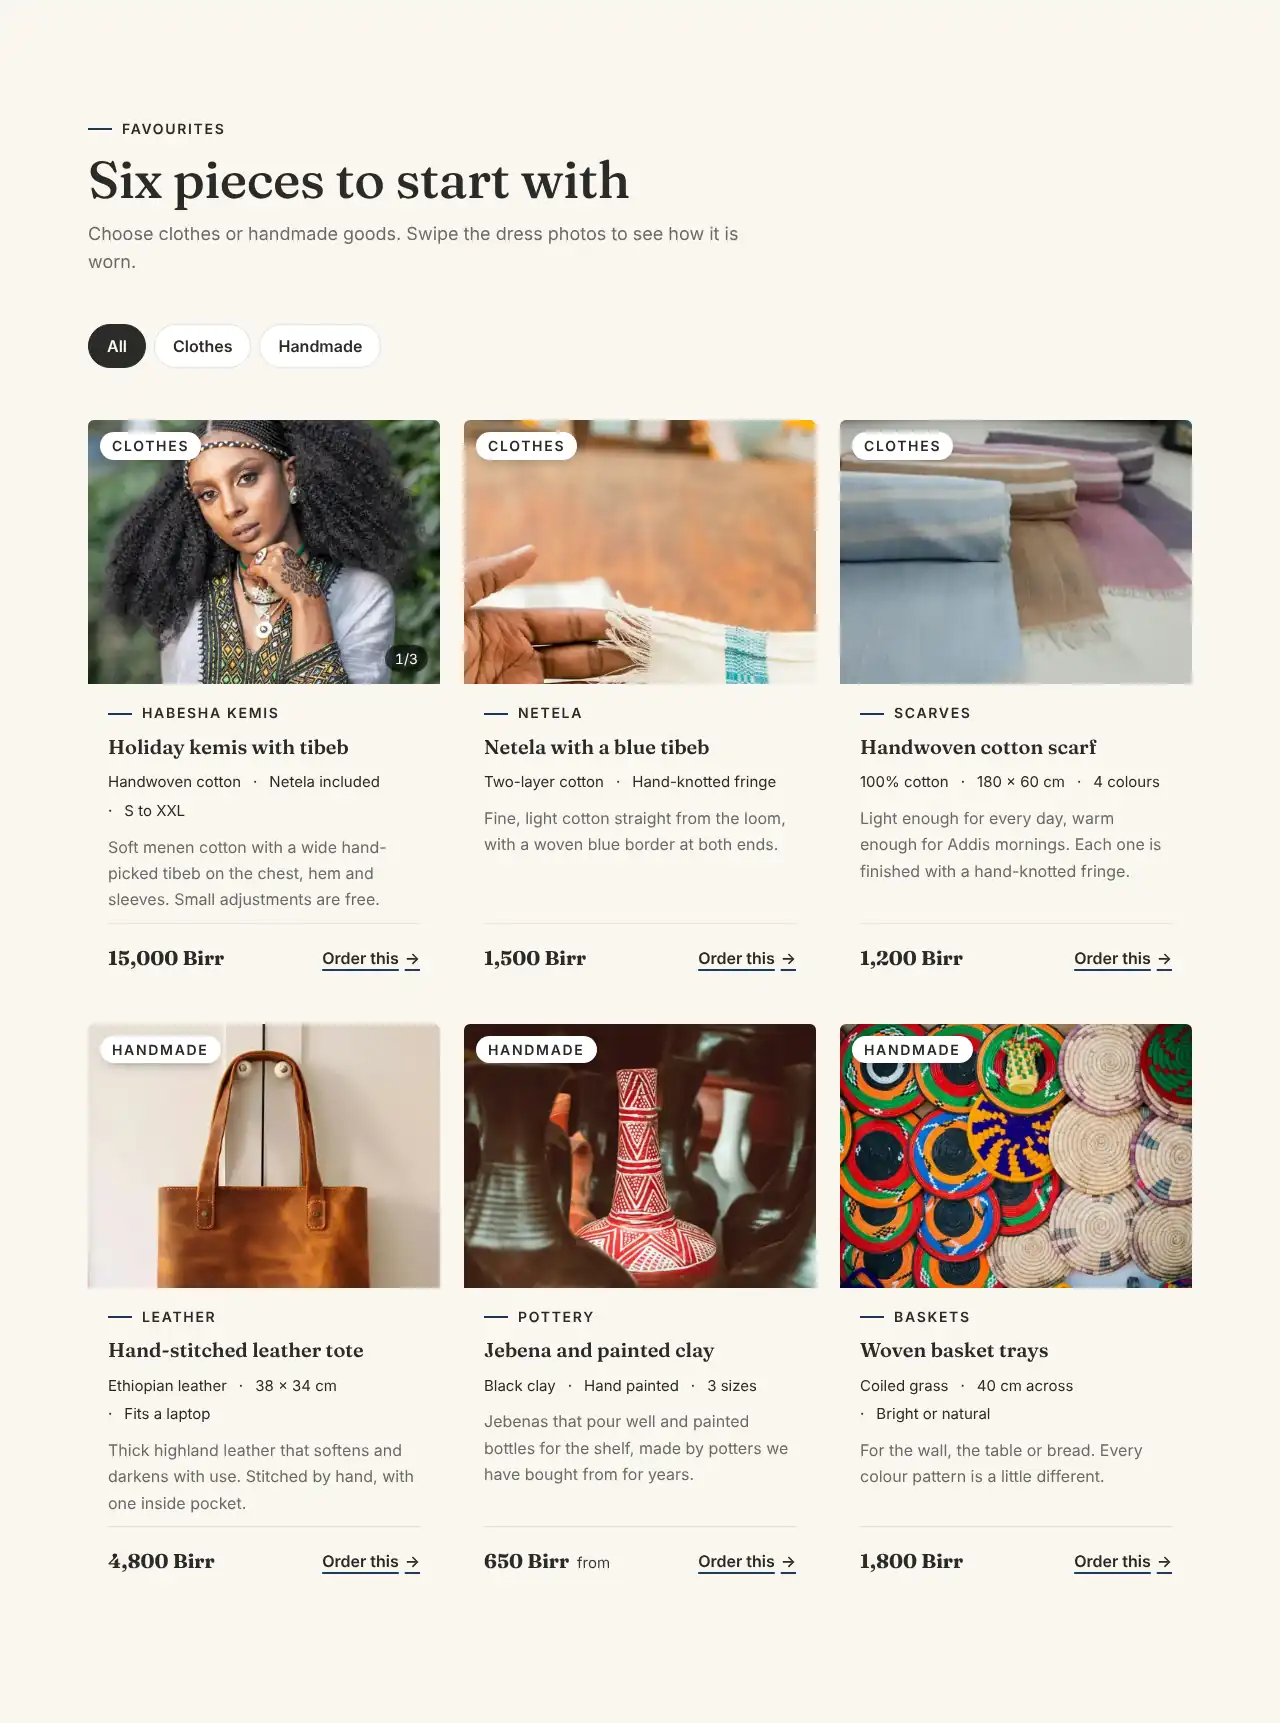 FAVOURITES
Six pieces to start with
Choose clothes or handmade goods. Swipe the dress photos to see how it is
worn.
All
Clothes
Handmade
CLOTHES
1/3
HABESHA KEMIS
Holiday kemis with tibeb
Handwoven cotton · Netela included
· S to XXL
Soft menen cotton with a wide hand-
picked tibeb on the chest, hem and
sleeves. Small adjustments are free.
15,000 Birr
Order this →
CLOTHES
NETELA
Netela with a blue tibeb
Two-layer cotton · Hand-knotted fringe
Fine, light cotton straight from the loom,
with a woven blue border at both ends.
1,500 Birr
Order this →
CLOTHES
SCARVES
Handwoven cotton scarf
100% cotton · 180 × 60 cm · 4 colours
Light enough for every day, warm
enough for Addis mornings. Each one is
finished with a hand-knotted fringe.
1,200 Birr
Order this →
HANDMADE
LEATHER
Hand-stitched leather tote
Ethiopian leather · 38 × 34 cm
· Fits a laptop
Thick highland leather that softens and
darkens with use. Stitched by hand, with
one inside pocket.
4,800 Birr
Order this →
HANDMADE
POTTERY
Jebena and painted clay
Black clay · Hand painted · 3 sizes
Jebenas that pour well and painted
bottles for the shelf, made by potters we
have bought from for years.
650 Birr from
Order this →
HANDMADE
BASKETS
Woven basket trays
Coiled grass · 40 cm across
· Bright or natural
For the wall, the table or bread. Every
colour pattern is a little different.
1,800 Birr
Order this →